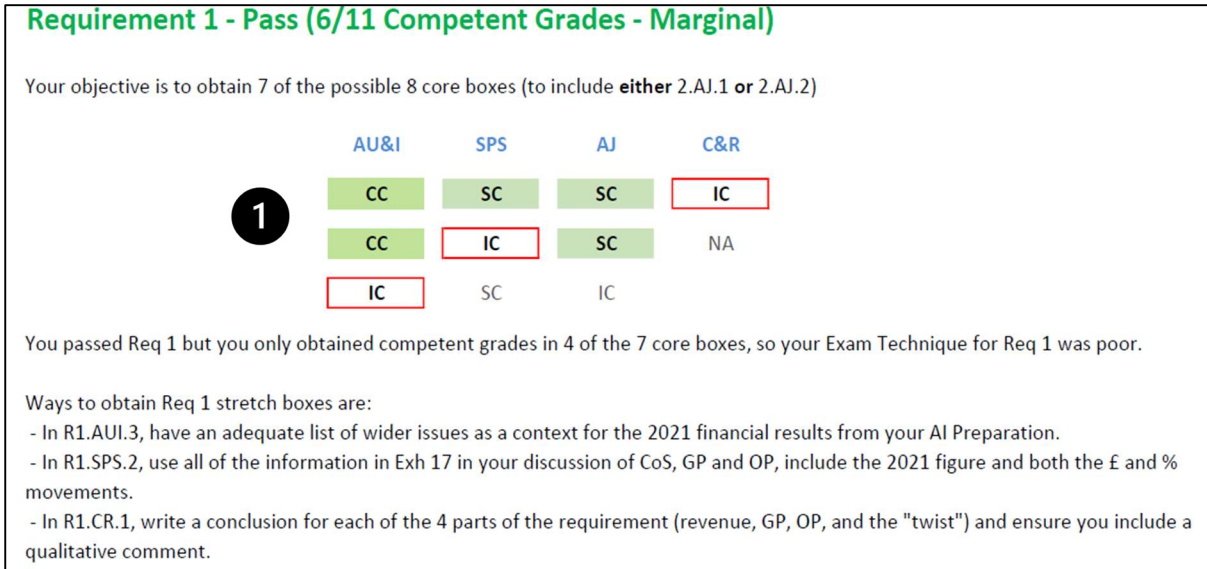 Requirement 1 - Pass (6/11 Competent Grades - Marginal)
Your objective is to obtain 7 of the possible 8 core boxes (to include either 2.AJ.1 or 2.AJ.2)
AU&I SPS AJ C&R
1
CC SC SC IC
CC IC SC NA
IC SC IC
You passed Req 1 but you only obtained competent grades in 4 of the 7 core boxes, so your Exam Technique for Req 1 was poor.
Ways to obtain Req 1 stretch boxes are:
- In R1.AUI.3, have an adequate list of wider issues as a context for the 2021 financial results from your AI Preparation.
- In R1.SPS.2, use all of the information in Exh 17 in your discussion of CoS, GP and OP, include the 2021 figure and both the £ and %
movements.
- In R1.CR.1, write a conclusion for each of the 4 parts of the requirement (revenue, GP, OP, and the "twist") and ensure you include a
qualitative comment.